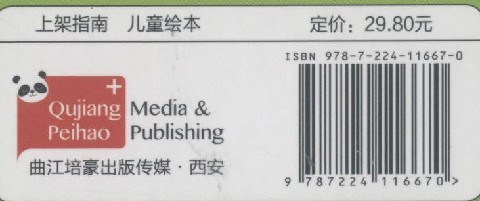 上架指南 儿童绘本 定价：29.80元
ISBN 978-7-224-11667-0
Qujiang Media &
Peihao Publishing
曲江培豪出版传媒·西安
9 787224 116670 >